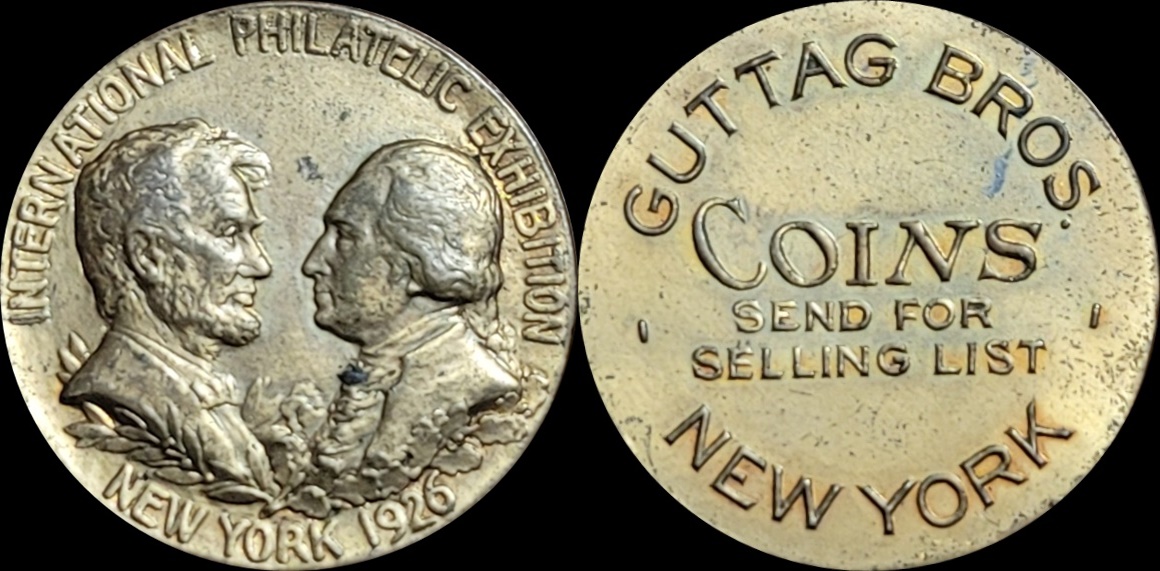 INTERNATIONAL PHILATELIC EXHIBITION
NEW YORK 1926
GUTTAG BROS.
COINS
SEND FOR
SELLING LIST
NEW YORK